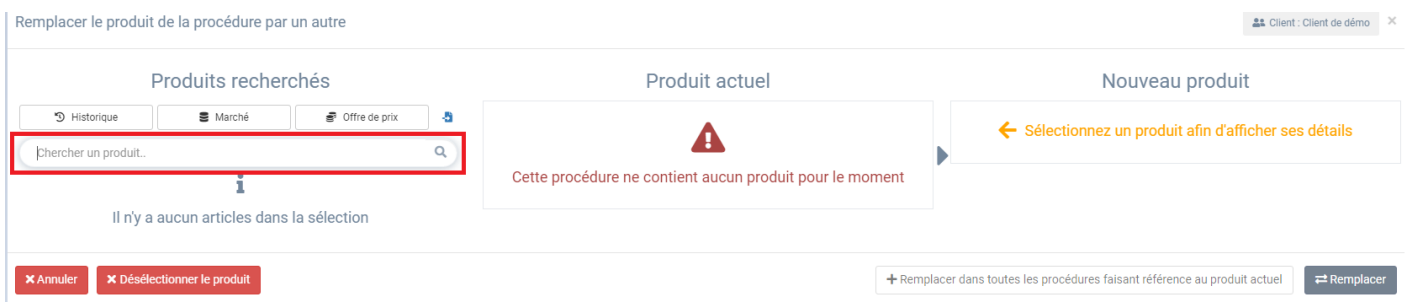 Remplacer le produit de la procédure par un autre
Client : Client de démo
Produits recherchés
Historique
Marché
Offre de prix
Chercher un produit..
Il n'y a aucun articles dans la sélection
Produit actuel
Cette procédure ne contient aucun produit pour le moment
Nouveau produit
Sélectionnez un produit afin d'afficher ses détails
Annuler
Désélectionner le produit
Remplacer dans toutes les procédures faisant référence au produit actuel
Remplacer